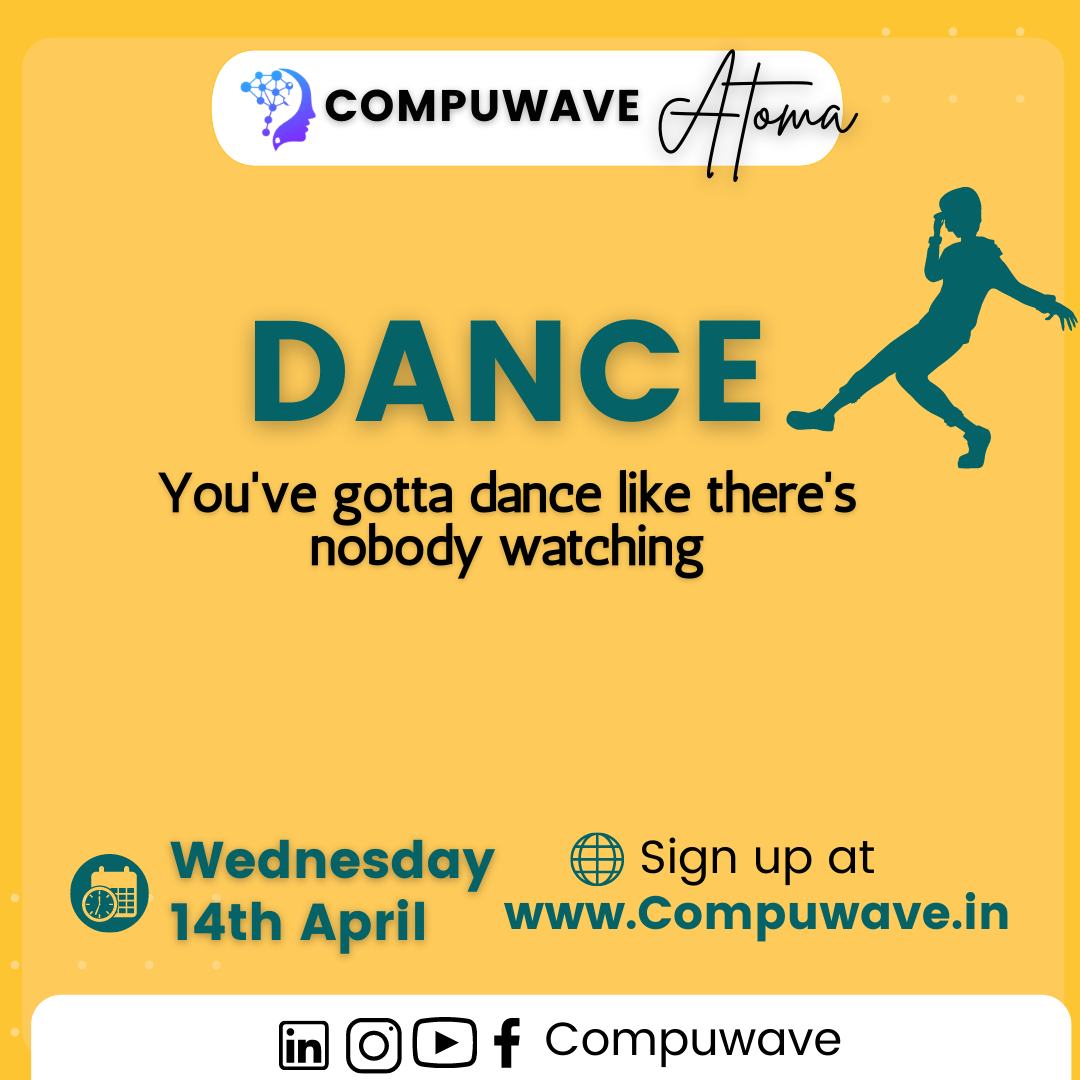 COMPUWAVE Atoma
DANCE
You've gotta dance like there's
nobody watching
Wednesday
14th April
Sign up at
www.Compuwave.in
in f Compuwave